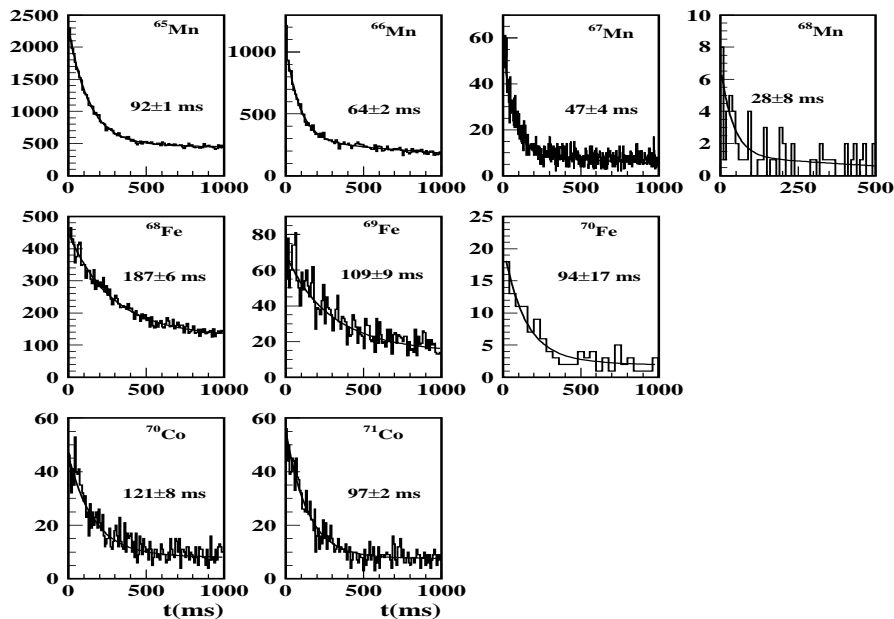 2500
2000
1500
1000
500
0
⁶⁵Mn
92±1 ms
0 500 1000
1000
500
0
⁶⁶Mn
64±2 ms
0 500 1000
60
40
20
0
⁶⁷Mn
47±4 ms
0 500 1000
10
8
6
4
2
0
⁶⁸Mn
28±8 ms
0 250 500
500
400
300
200
100
0
⁶⁸Fe
187±6 ms
0 500 1000
80
60
40
20
0
⁶⁹Fe
109±9 ms
0 500 1000
25
20
15
10
5
0
⁷⁰Fe
94±17 ms
0 500 1000
60
40
20
0
⁷⁰Co
121±8 ms
0 500 1000
t(ms)
60
40
20
0
⁷¹Co
97±2 ms
0 500 1000
t(ms)